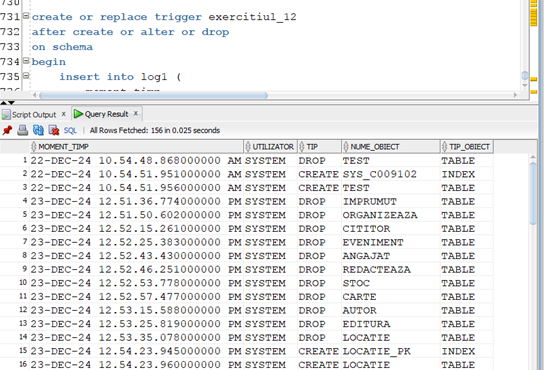 730
731 create or replace trigger exercitiul_12
732 after create or alter or drop
733 on schema
734 begin
735 insert into log1 (
Script Output x Query Result x
SQL | All Rows Fetched: 156 in 0.025 seconds
MOMENT_TIMP UTILIZATOR TIP NUME_OBIECT TIP_OBIECT
1 22-DEC-24 10.54.48.868000000 AM SYSTEM DROP TEST TABLE
2 22-DEC-24 10.54.51.951000000 AM SYSTEM CREATE SYS_C009102 INDEX
3 22-DEC-24 10.54.51.956000000 AM SYSTEM CREATE TEST TABLE
4 23-DEC-24 12.51.36.774000000 PM SYSTEM DROP IMPRUMUT TABLE
5 23-DEC-24 12.51.50.602000000 PM SYSTEM DROP ORGANIZEAZA TABLE
6 23-DEC-24 12.52.15.261000000 PM SYSTEM DROP CITITOR TABLE
7 23-DEC-24 12.52.25.383000000 PM SYSTEM DROP EVENIMENT TABLE
8 23-DEC-24 12.52.43.430000000 PM SYSTEM DROP ANGAJAT TABLE
9 23-DEC-24 12.52.46.251000000 PM SYSTEM DROP REDACTEAZA TABLE
10 23-DEC-24 12.52.53.778000000 PM SYSTEM DROP STOC TABLE
11 23-DEC-24 12.52.57.477000000 PM SYSTEM DROP CARTE TABLE
12 23-DEC-24 12.53.15.588000000 PM SYSTEM DROP AUTOR TABLE
13 23-DEC-24 12.53.25.819000000 PM SYSTEM DROP EDITURA TABLE
14 23-DEC-24 12.53.35.078000000 PM SYSTEM DROP LOCATIE TABLE
15 23-DEC-24 12.54.23.945000000 PM SYSTEM CREATE LOCATIE_PK INDEX
16 23-DEC-24 12.54.23.960000000 PM SYSTEM CREATE LOCATIE TABLE